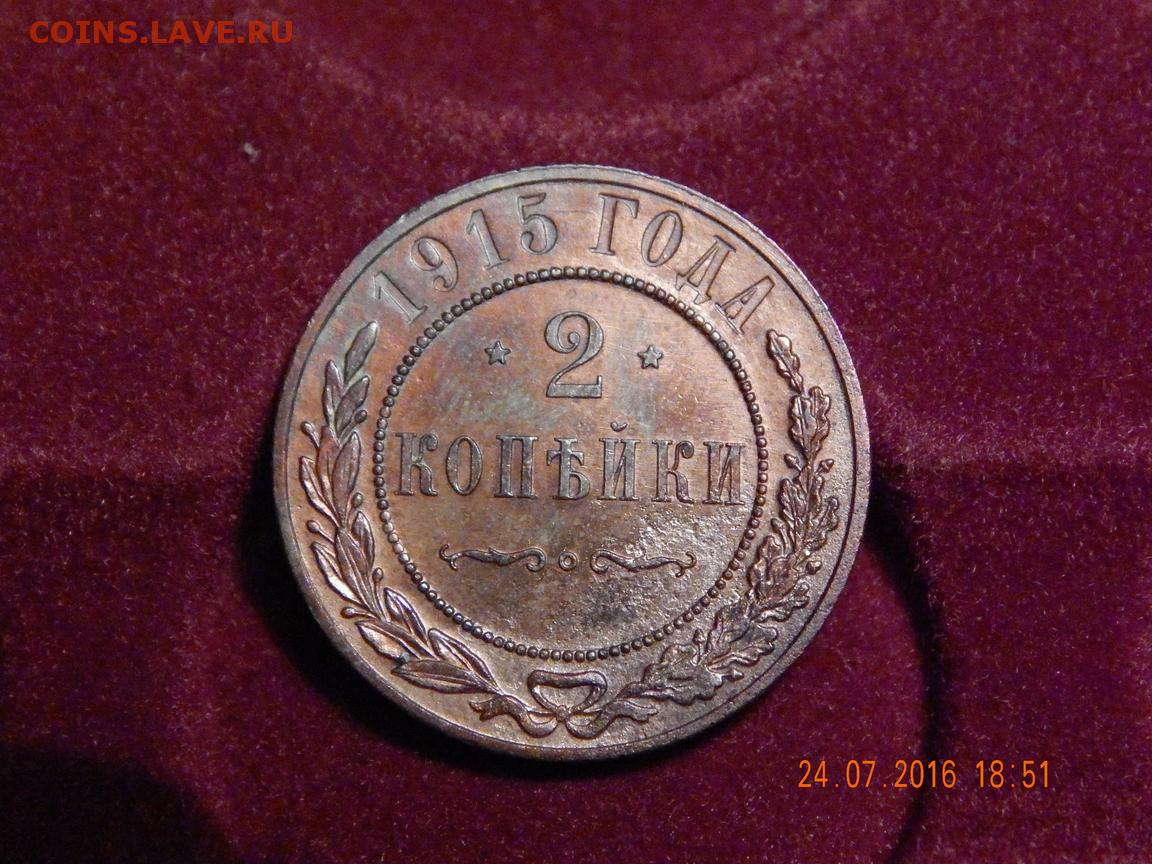 COINS.LAVE.RU
1915 ГОДА
* 2 *
КОПѢЙКИ
24.07.2016 18:51